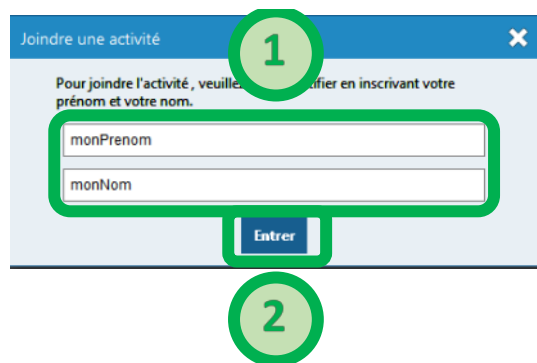 Joindre une activité
1
Pour joindre l'activité , veuillez tifier en inscrivant votre
prénom et votre nom.
monPrenom
monNom
Entrer
2